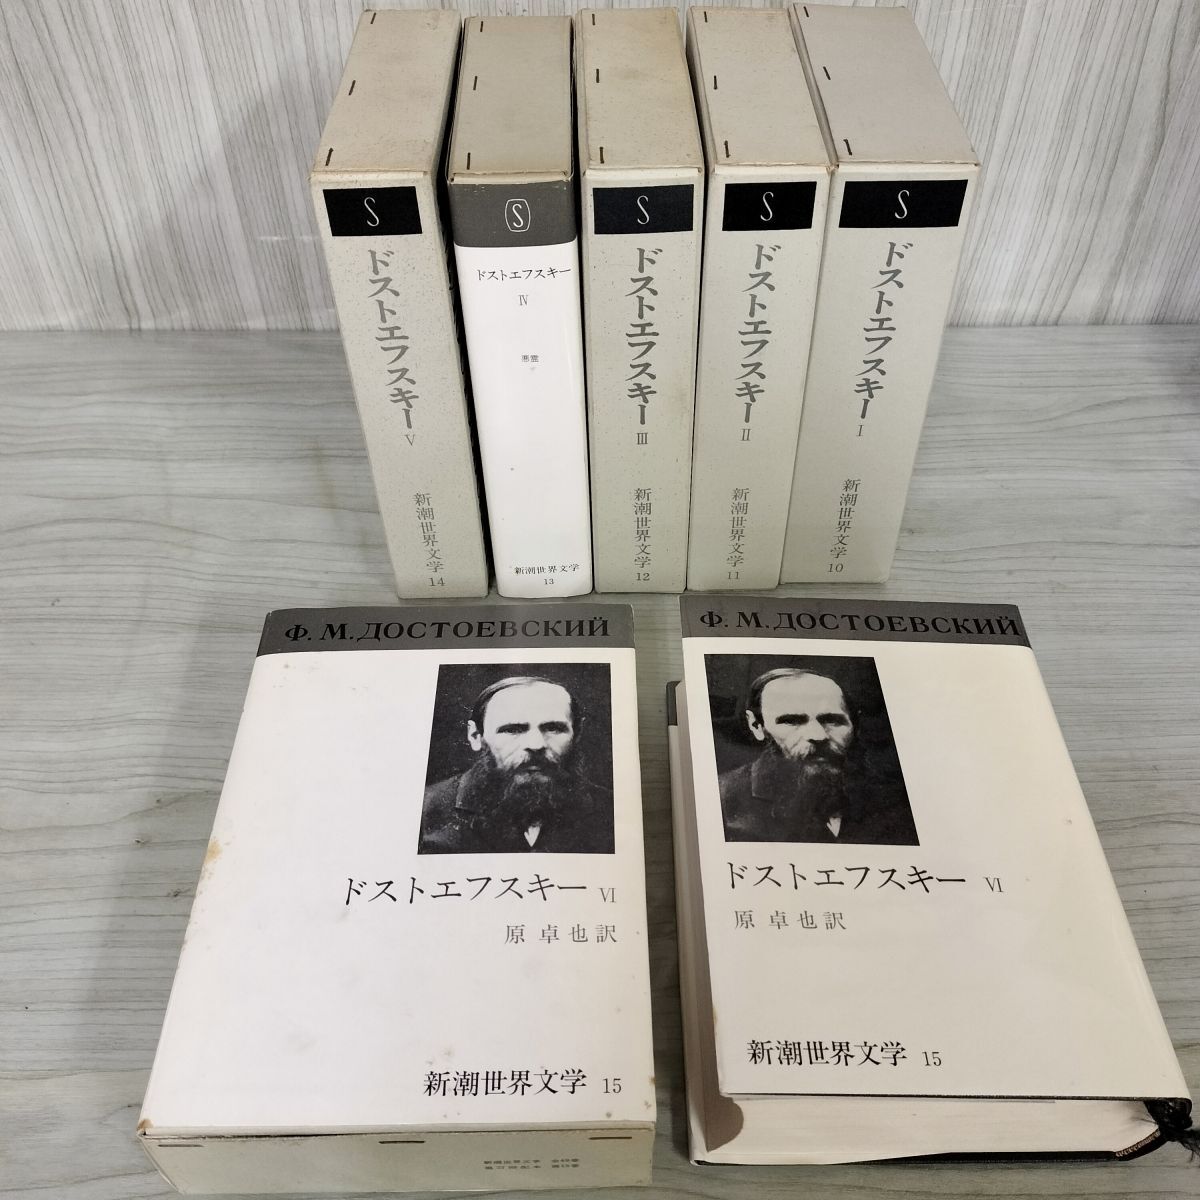 S
ドストエフスキー V
新潮世界文学
14
S
ドストエフスキー
Ⅳ
悪霊
新潮世界文学
13
S
ドストエフスキー Ⅲ
新潮世界文学
12
S
ドストエフスキー Ⅱ
新潮世界文学
11
S
ドストエフスキー Ⅰ
新潮世界文学
10
Ф. М. ДОСТОЕВСКИЙ
ドストエフスキー Ⅵ
原 卓也訳
新潮世界文学 15
Ф. М. ДОСТОЕВСКИЙ
ドストエフスキー Ⅵ
原 卓也訳
新潮世界文学 15